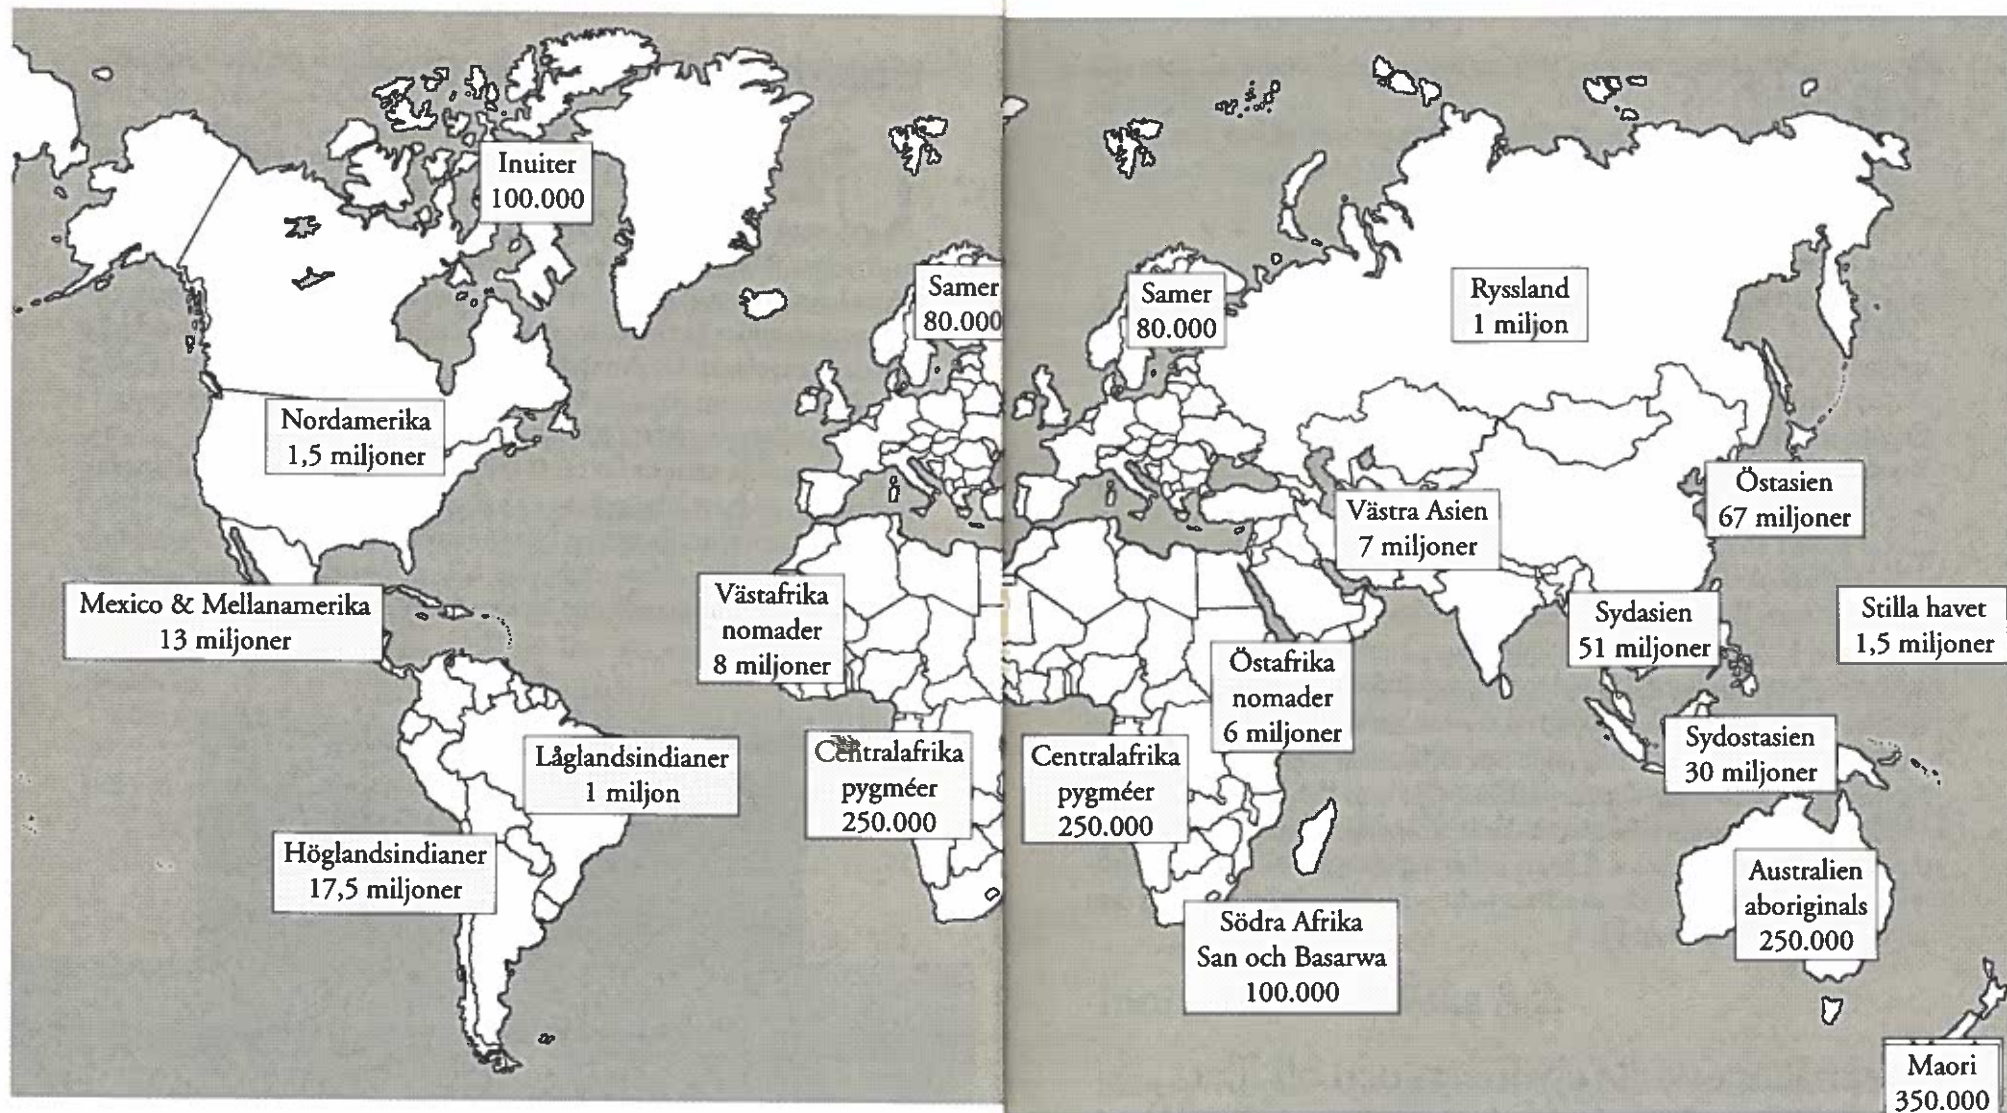 Inuiter
100.000
Samer
80.000
Nordamerika
1,5 miljoner
Mexico & Mellanamerika
13 miljoner
Västafrika
nomader
8 miljoner
Låglandsindianer
1 miljon
Centralafrika
pygméer
250.000
Höglandsindianer
17,5 miljoner
Samer
80.000
Ryssland
1 miljon
Östasien
67 miljoner
Västra Asien
7 miljoner
Sydasien
51 miljoner
Stilla havet
1,5 miljoner
Östafrika
nomader
6 miljoner
Centralafrika
pygméer
250.000
Sydostasien
30 miljoner
Australien
aboriginals
250.000
Södra Afrika
San och Basarwa
100.000
Maori
350.000